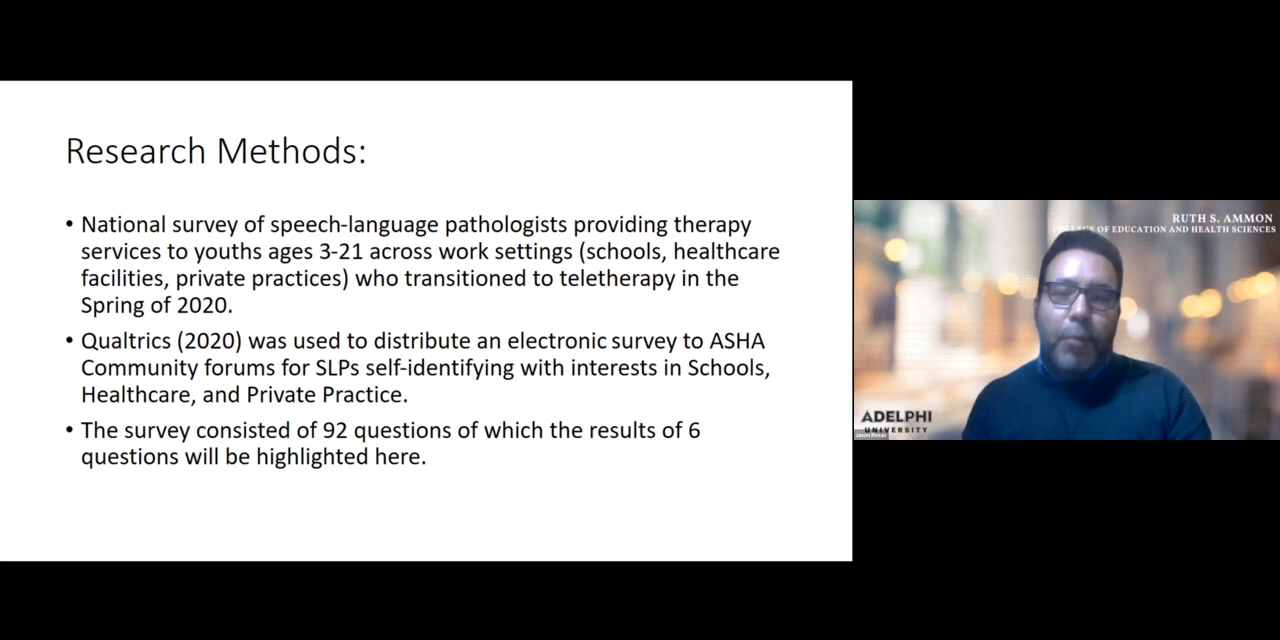 Research Methods:
• National survey of speech-language pathologists providing therapy
services to youths ages 3-21 across work settings (schools, healthcare
facilities, private practices) who transitioned to teletherapy in the
Spring of 2020.
• Qualtrics (2020) was used to distribute an electronic survey to ASHA
Community forums for SLPs self-identifying with interests in Schools,
Healthcare, and Private Practice.
• The survey consisted of 92 questions of which the results of 6
questions will be highlighted here.
RUTH S. AMMON
OF EDUCATION AND HEALTH SCIENCES
ADELPHI
UNIVERSITY
Jason Rosas